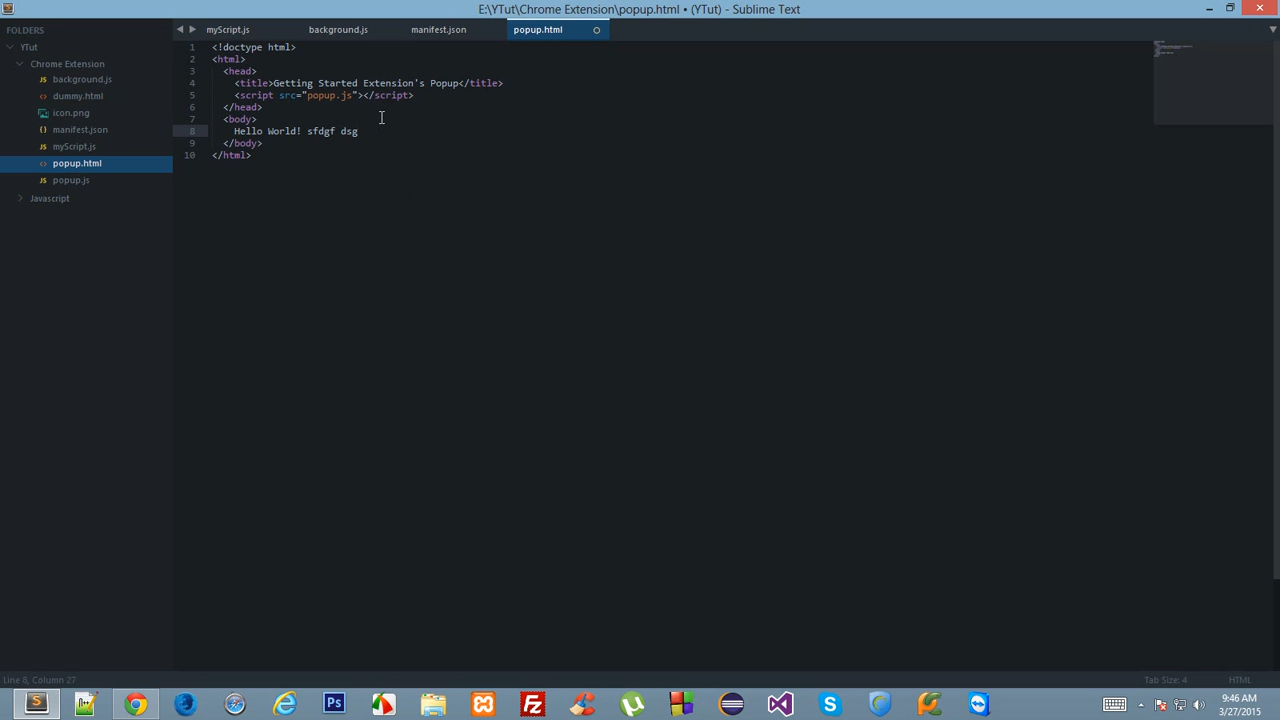 E:\YTut\Chrome Extension\popup.html • (YTut) - Sublime Text
FOLDERS
YTut
Chrome Extension
background.js
dummy.html
icon.png
manifest.json
myScript.js
popup.html
popup.js
Javascript
myScript.js background.js manifest.json popup.html
1 <!doctype html>
2 <html>
3 <head>
4 <title>Getting Started Extension's Popup</title>
5 <script src="popup.js"></script>
6 </head>
7 <body>
8 Hello World! sfdgf dsg
9 </body>
10 </html>
Line 8, Column 27
Tab Size: 4 HTML
9:46 AM
3/27/2015